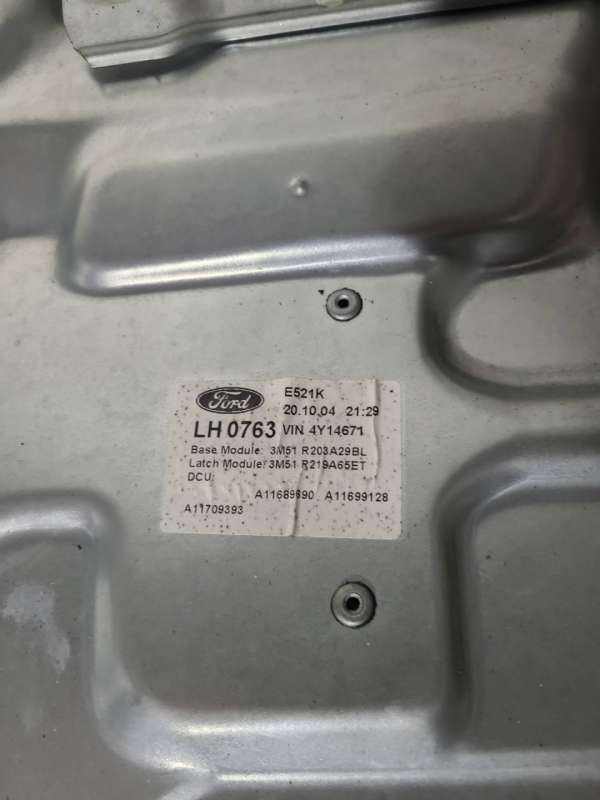 Ford E521K
20.10.04 21:29
LH 0763 VIN 4Y14671
Base Module: 3M51 R203A29BL
Latch Module: 3M51 R219A65ET
DCU:
A11689890 A11699128
A11709393